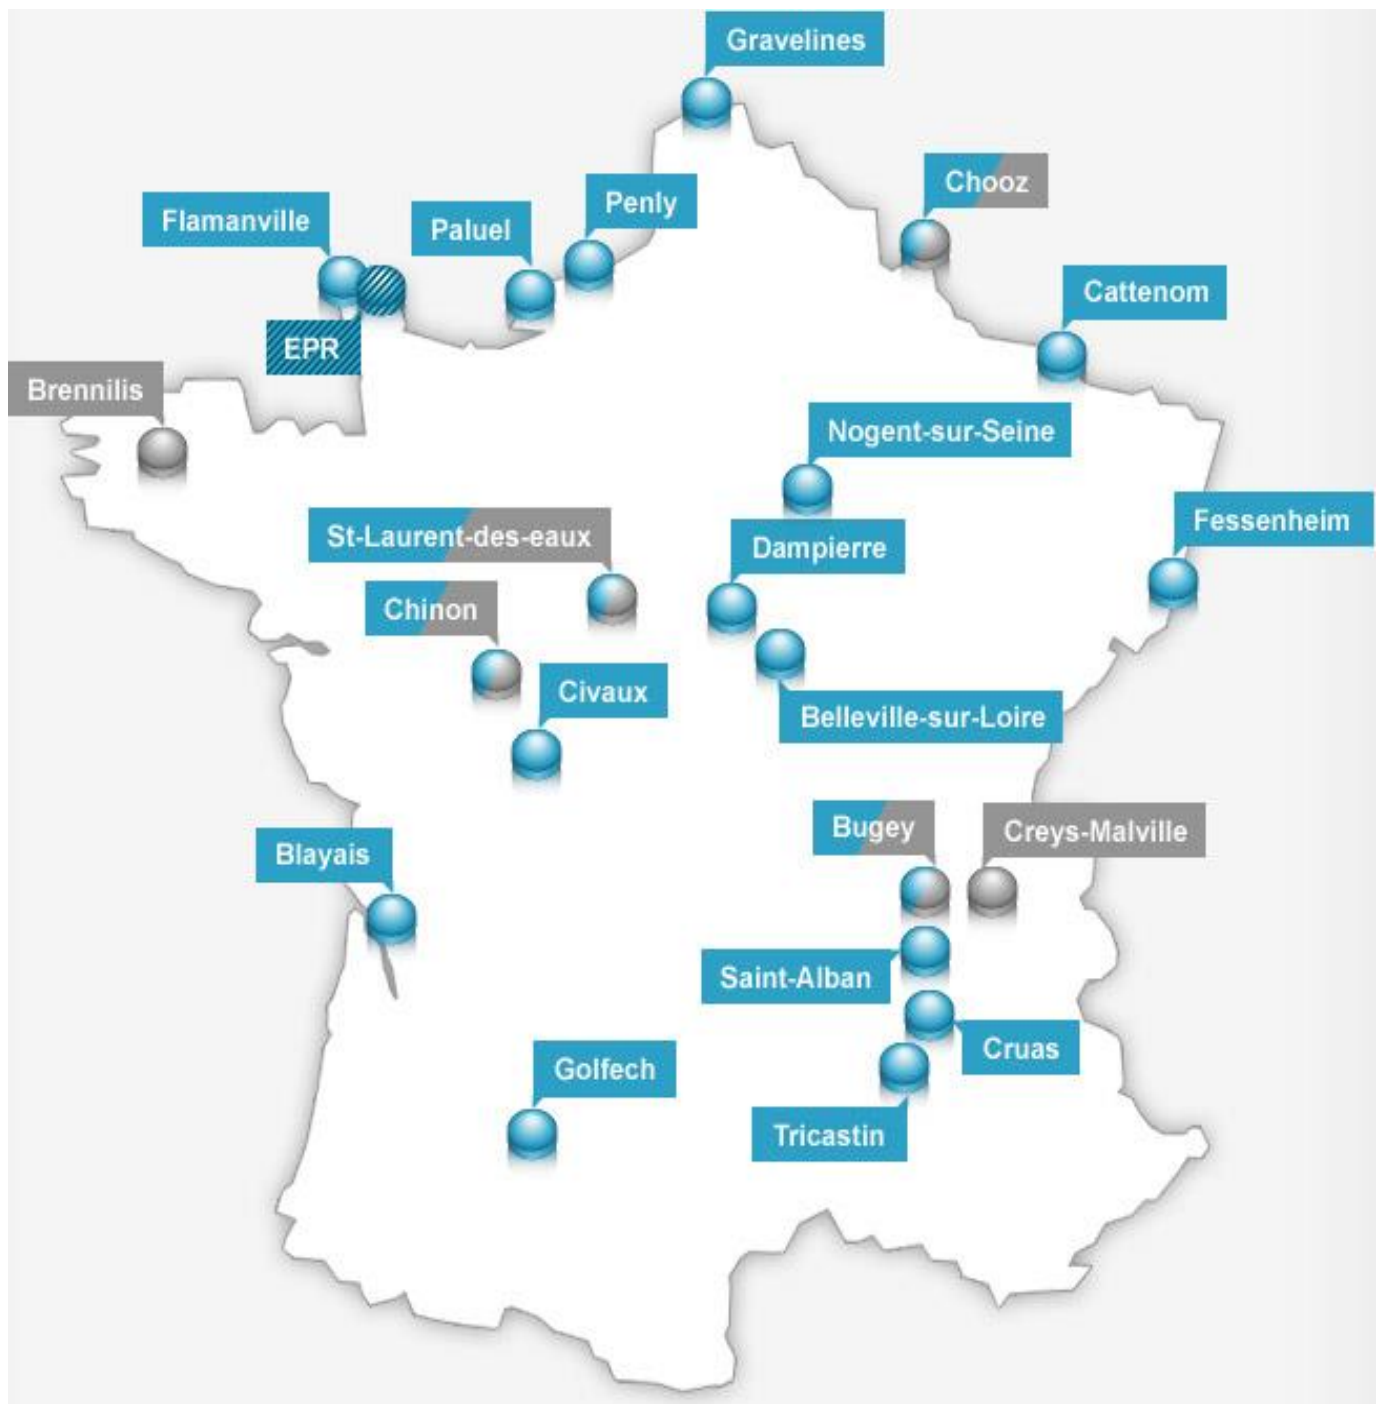 Gravelines
Chooz
Penly
Flamanville
Paluel
Cattenom
EPR
Brennilis
Nogent-sur-Seine
Fessenheim
St-Laurent-des-eaux
Dampierre
Chinon
Civaux
Belleville-sur-Loire
Bugey
Creys-Malville
Blayais
Saint-Alban
Cruas
Golfech
Tricastin